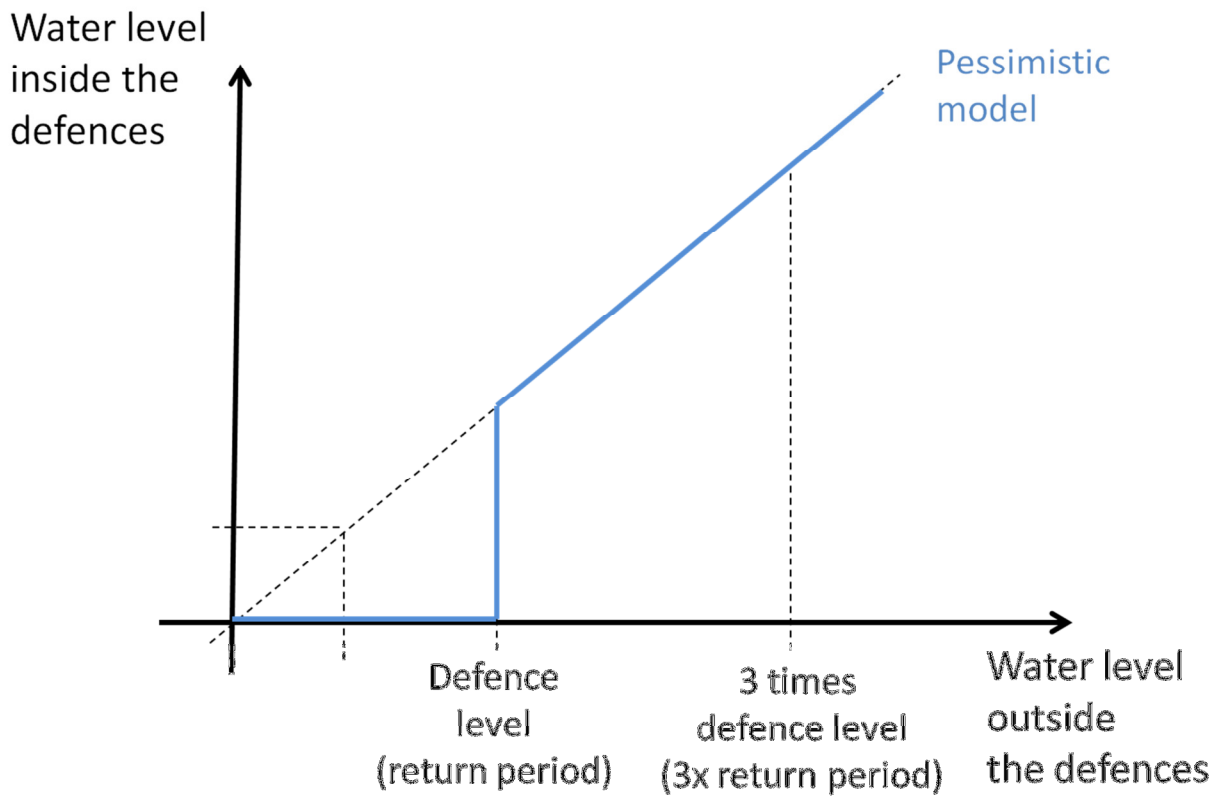 Water level
inside the
defences
Pessimistic
model
Defence
level
(return period)
3 times
defence level
(3x return period)
Water level
outside
the defences